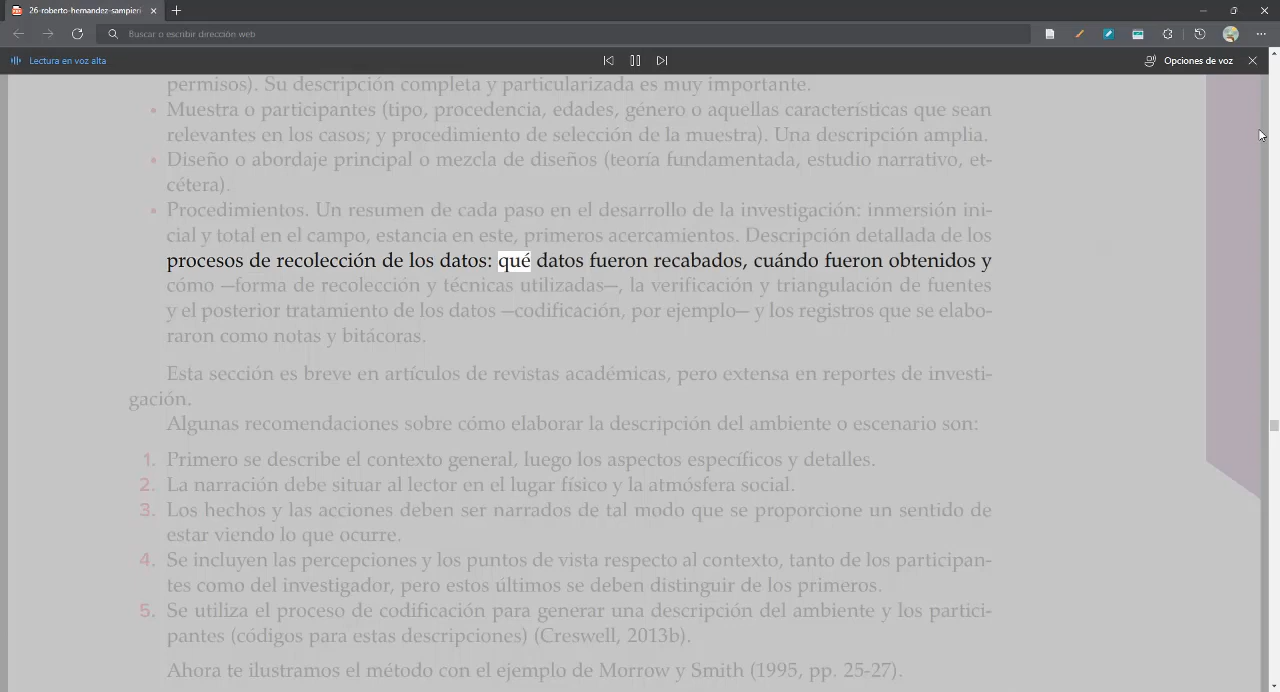 26-roberto-hernandez-sampieri
Buscar o escribir dirección web
Lectura en voz alta
Opciones de voz
permisos). Su descripción completa y particularizada es muy importante.
• Muestra o participantes (tipo, procedencia, edades, género o aquellas características que sean
relevantes en los casos; y procedimiento de selección de la muestra). Una descripción amplia.
• Diseño o abordaje principal o mezcla de diseños (teoría fundamentada, estudio narrativo, et-
cétera).
• Procedimientos. Un resumen de cada paso en el desarrollo de la investigación: inmersión ini-
cial y total en el campo, estancia en este, primeros acercamientos. Descripción detallada de los
procesos de recolección de los datos: qué datos fueron recabados, cuándo fueron obtenidos y
cómo —forma de recolección y técnicas utilizadas—, la verificación y triangulación de fuentes
y el posterior tratamiento de los datos —codificación, por ejemplo— y los registros que se elabo-
raron como notas y bitácoras.
Esta sección es breve en artículos de revistas académicas, pero extensa en reportes de investi-
gación.
Algunas recomendaciones sobre cómo elaborar la descripción del ambiente o escenario son:
1. Primero se describe el contexto general, luego los aspectos específicos y detalles.
2. La narración debe situar al lector en el lugar físico y la atmósfera social.
3. Los hechos y las acciones deben ser narrados de tal modo que se proporcione un sentido de
estar viendo lo que ocurre.
4. Se incluyen las percepciones y los puntos de vista respecto al contexto, tanto de los participan-
tes como del investigador, pero estos últimos se deben distinguir de los primeros.
5. Se utiliza el proceso de codificación para generar una descripción del ambiente y los partici-
pantes (códigos para estas descripciones) (Creswell, 2013b).
Ahora te ilustramos el método con el ejemplo de Morrow y Smith (1995, pp. 25-27).